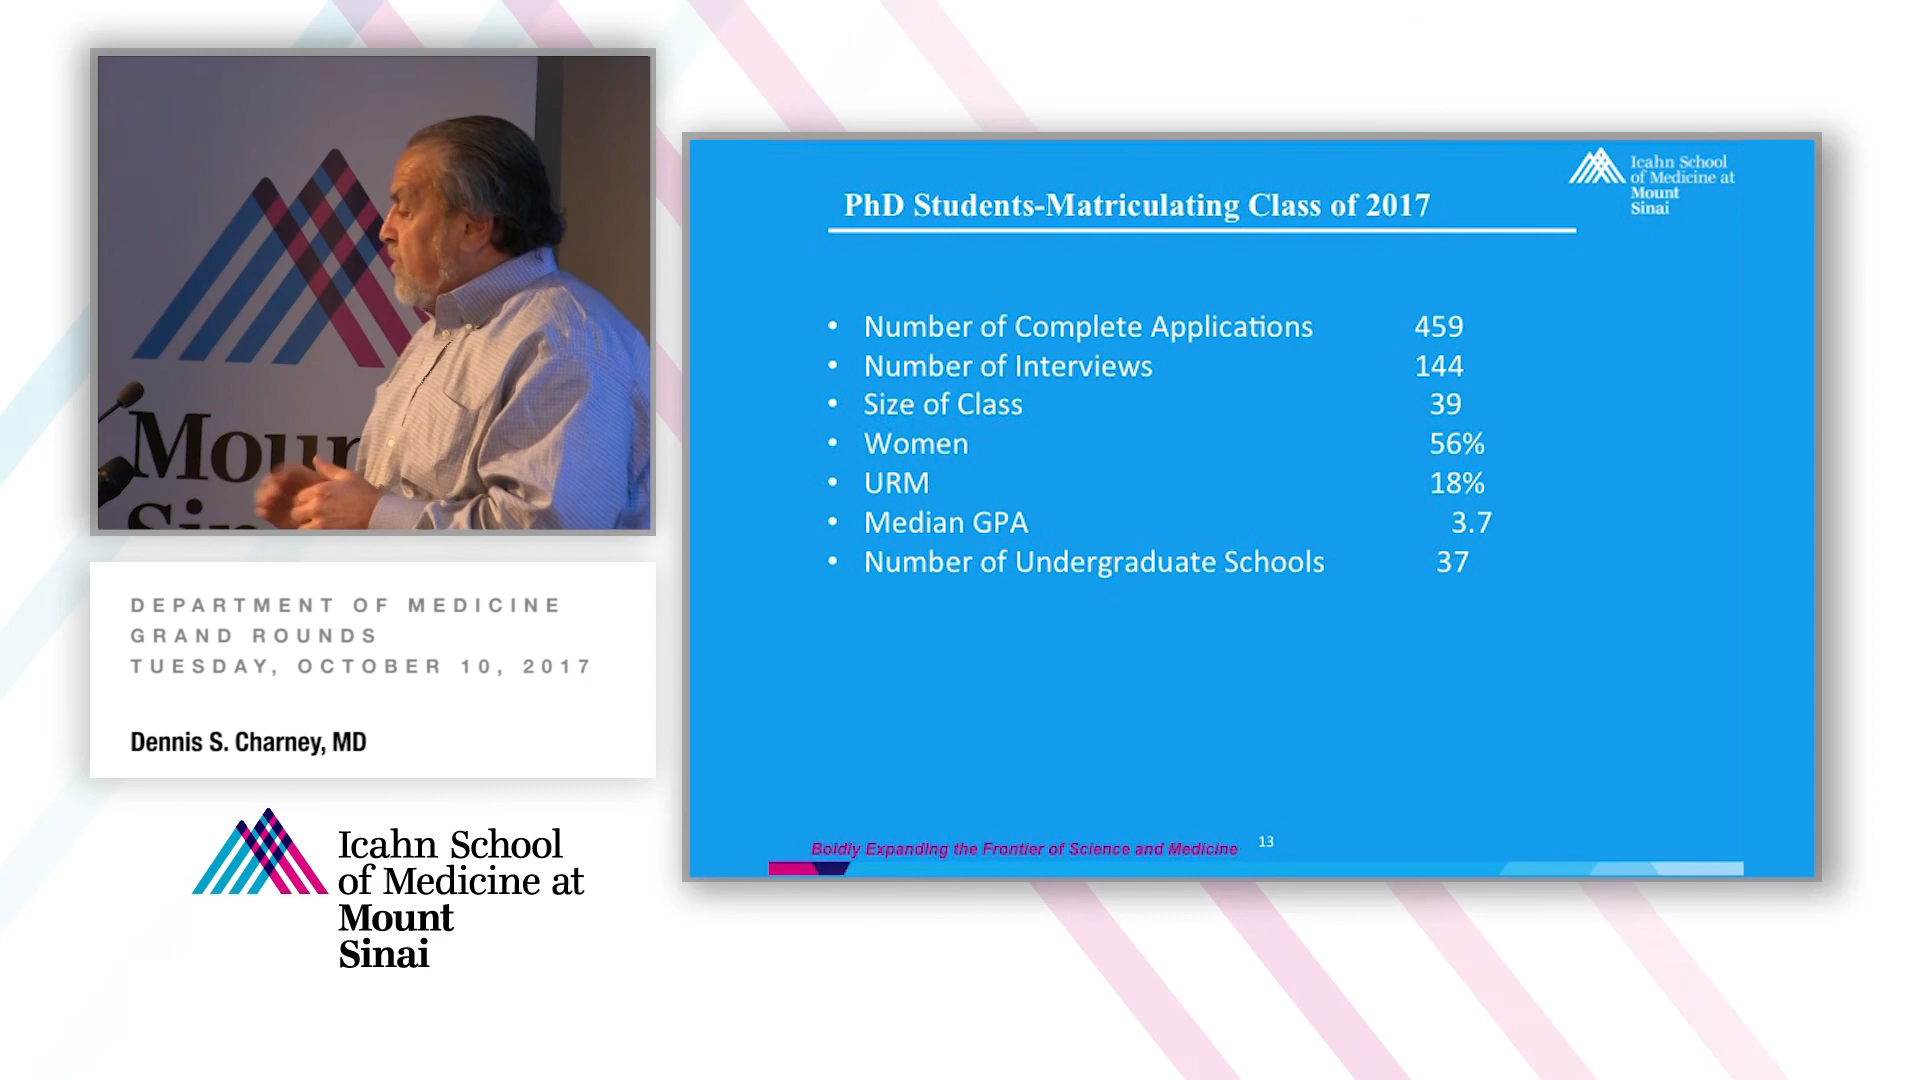 Mount
DEPARTMENT OF MEDICINE
GRAND ROUNDS
TUESDAY, OCTOBER 10, 2017
Dennis S. Charney, MD
Icahn School
of Medicine at
Mount
Sinai
Icahn School
of Medicine at
Mount
Sinai
PhD Students-Matriculating Class of 2017
• Number of Complete Applications 459
• Number of Interviews 144
• Size of Class 39
• Women 56%
• URM 18%
• Median GPA 3.7
• Number of Undergraduate Schools 37
Boldly Expanding the Frontier of Science and Medicine 13